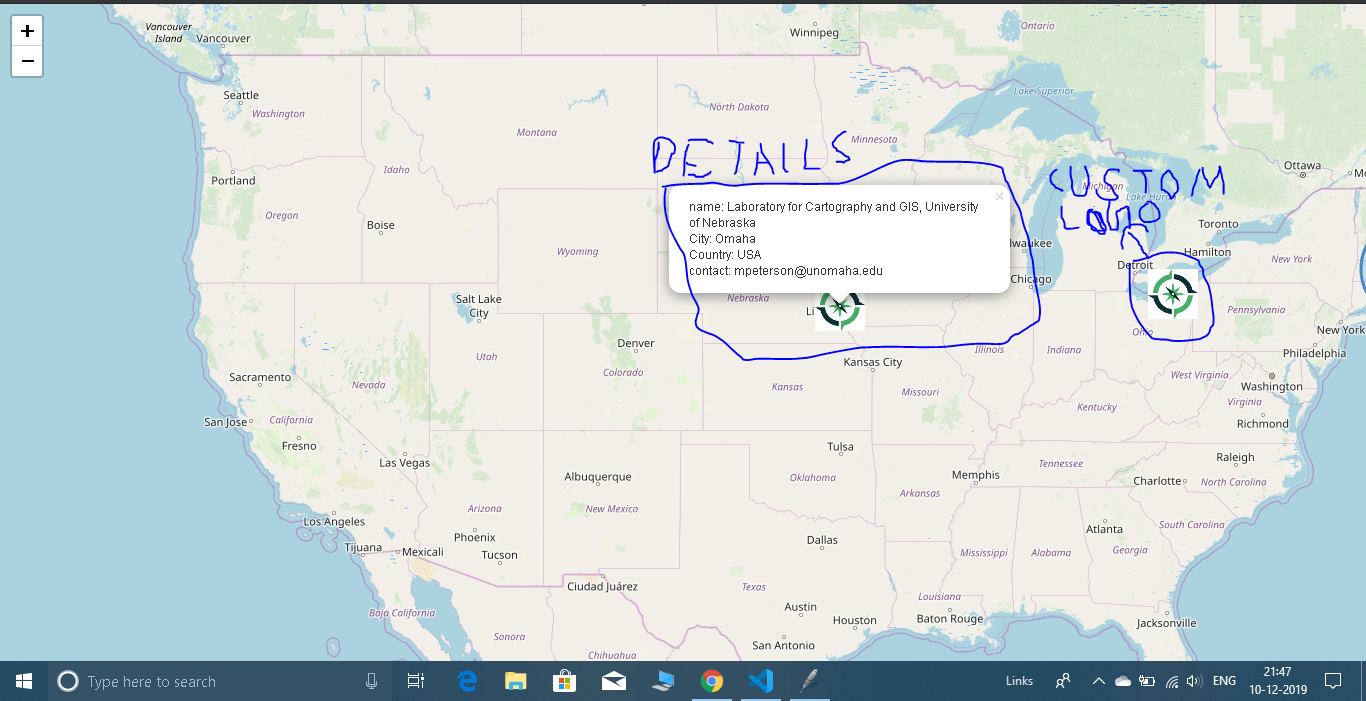 +
−
Vancouver
Island
Vancouver
Winnipeg
Ontario
Seattle
Washington
Lake Superior
North Dakota
Montana
Minnesota
DETAILS
Idaho
Portland
Ottawa
CUSTOM
Michigan
Lake Huron
Oregon
Boise
name: Laboratory for Cartography and GIS, University
of Nebraska
City: Omaha
Country: USA
contact: mpeterson@unomaha.edu
×
Toronto
Wyoming
lwaukee
Hamilton
New York
Detroit
Chicago
Salt Lake
City
Nebraska
Li
Pennsylvania
Ohio
New York
Denver
Utah
Illinois
Indiana
Philadelphia
Kansas City
Colorado
Sacramento
Nevada
Kansas
Missouri
West Virginia
Washington
Virginia
Kentucky
San Jose
California
Richmond
Fresno
Las Vegas
Tulsa
Raleigh
Tennessee
Albuquerque
Oklahoma
Memphis
Charlotte
North Carolina
Arkansas
Arizona
New Mexico
Los Angeles
Atlanta
South Carolina
Phoenix
Dallas
Tijuana
Mexicali
Tucson
Mississippi
Alabama
Georgia
Ciudad Juárez
Texas
Louisiana
Baja California
Austin
Houston
Baton Rouge
Jacksonville
Sonora
San Antonio
Chihuahua
Type here to search
Links
ENG
21:47
10-12-2019